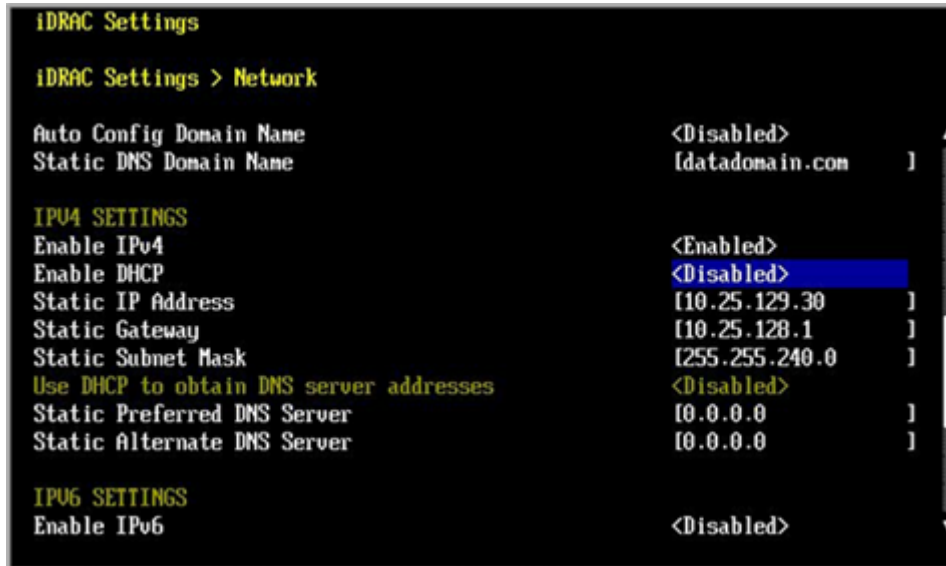 iDRAC Settings
iDRAC Settings > Network
Auto Config Domain Name <Disabled>
Static DNS Domain Name [datadomain.com ]
IPV4 SETTINGS
Enable IPv4 <Enabled>
Enable DHCP <Disabled>
Static IP Address [10.25.129.30 ]
Static Gateway [10.25.128.1 ]
Static Subnet Mask [255.255.240.0 ]
Use DHCP to obtain DNS server addresses <Disabled>
Static Preferred DNS Server [0.0.0.0 ]
Static Alternate DNS Server [0.0.0.0 ]
IPV6 SETTINGS
Enable IPv6 <Disabled>